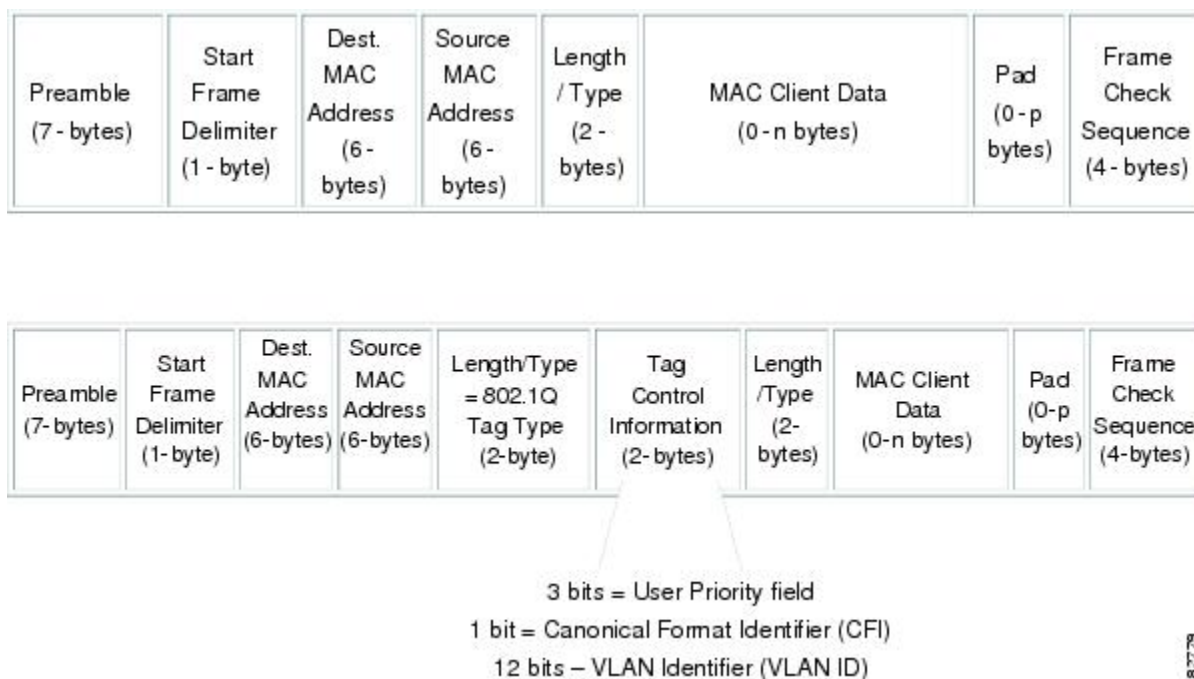 Preamble
(7 - bytes)
Start
Frame
Delimiter
(1 - byte)
Dest.
MAC
Address
(6 -
bytes)
Source
MAC
Address
(6 -
bytes)
Length
/ Type
(2 -
bytes)
MAC Client Data
(0 - n bytes)
Pad
(0 - p
bytes)
Frame
Check
Sequence
(4 - bytes)
Preamble
(7- bytes)
Start
Frame
Delimiter
(1- byte)
Dest.
MAC
Address
(6-bytes)
Source
MAC
Address
(6-bytes)
Length/Type
= 802.1Q
Tag Type
(2-byte)
Tag
Control
Information
(2- bytes)
Length
/Type
(2-
bytes)
MAC Client
Data
(0-n bytes)
Pad
(0-p
bytes)
Frame
Check
Sequence
(4-bytes)
3 bits = User Priority field
1 bit = Canonical Format Identifier (CFI)
12 bits – VLAN Identifier (VLAN ID)